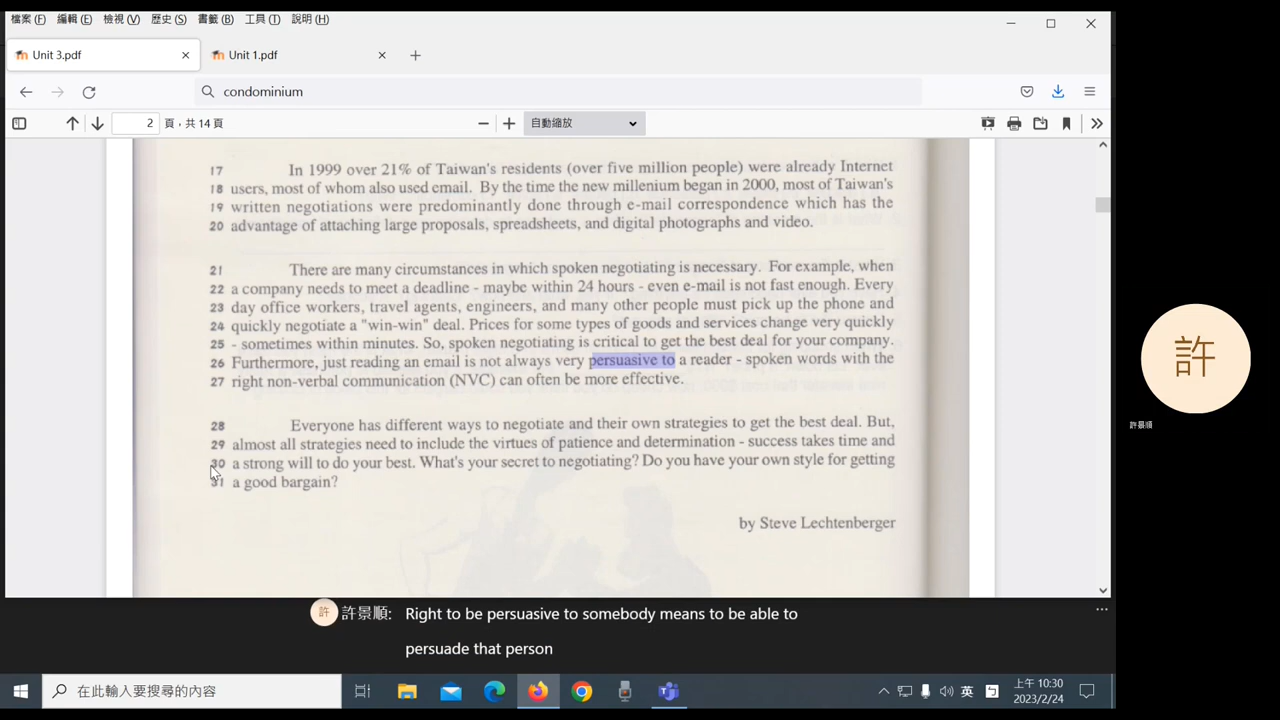 檔案 (F) 編輯 (E) 檢視 (V) 歷史 (S) 書籤 (B) 工具 (T) 說明 (H)
Unit 3.pdf
Unit 1.pdf
condominium
2 頁,共 14 頁
自動縮放
17 In 1999 over 21% of Taiwan's residents (over five million people) were already Internet
18 users, most of whom also used email. By the time the new millenium began in 2000, most of Taiwan's
19 written negotiations were predominantly done through e-mail correspondence which has the
20 advantage of attaching large proposals, spreadsheets, and digital photographs and video.
21 There are many circumstances in which spoken negotiating is necessary. For example, when
22 a company needs to meet a deadline - maybe within 24 hours - even e-mail is not fast enough. Every
23 day office workers, travel agents, engineers, and many other people must pick up the phone and
24 quickly negotiate a "win-win" deal. Prices for some types of goods and services change very quickly
25 - sometimes within minutes. So, spoken negotiating is critical to get the best deal for your company.
26 Furthermore, just reading an email is not always very persuasive to a reader - spoken words with the
27 right non-verbal communication (NVC) can often be more effective.
28 Everyone has different ways to negotiate and their own strategies to get the best deal. But,
29 almost all strategies need to include the virtues of patience and determination - success takes time and
30 a strong will to do your best. What's your secret to negotiating? Do you have your own style for getting
31 a good bargain?
by Steve Lechtenberger
許
許景順
許 許景順: Right to be persuasive to somebody means to be able to
persuade that person
在此輸入要搜尋的內容
英
上午 10:30
2023/2/24